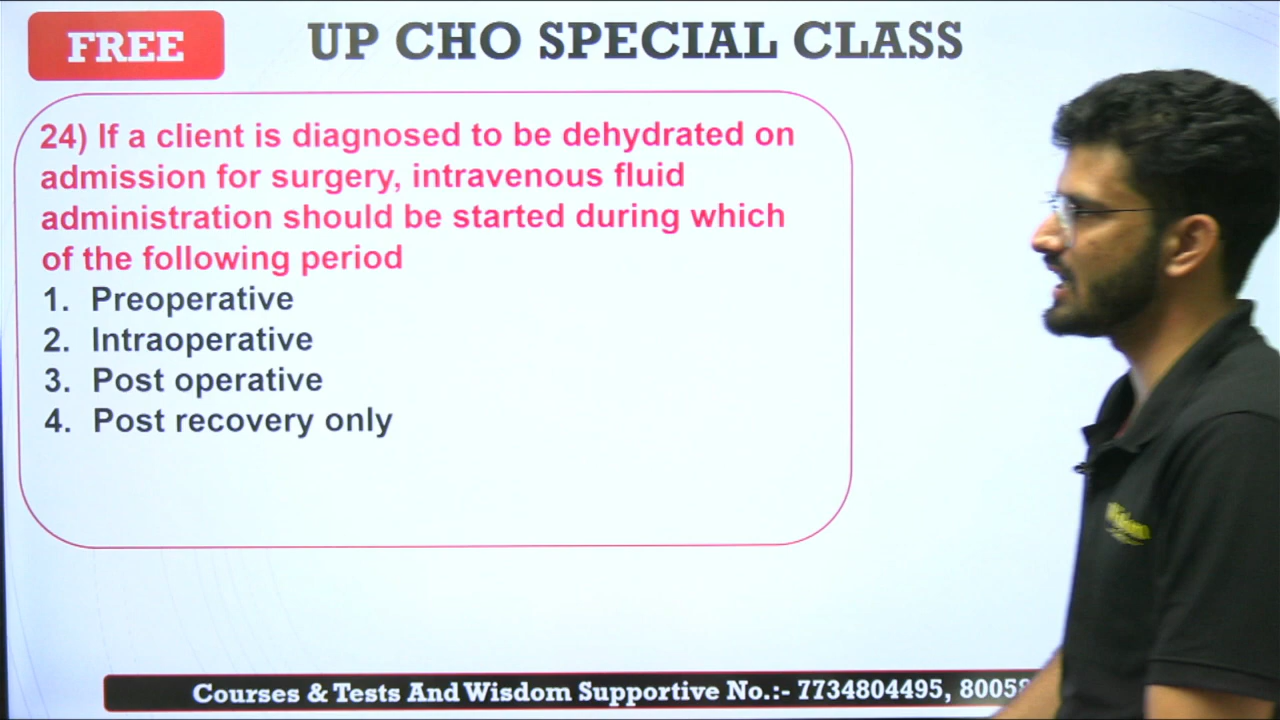 FREE
UP CHO SPECIAL CLASS
24) If a client is diagnosed to be dehydrated on
admission for surgery, intravenous fluid
administration should be started during which
of the following period
1. Preoperative
2. Intraoperative
3. Post operative
4. Post recovery only
Courses & Tests And Wisdom Supportive No.:- 7734804495, 8005